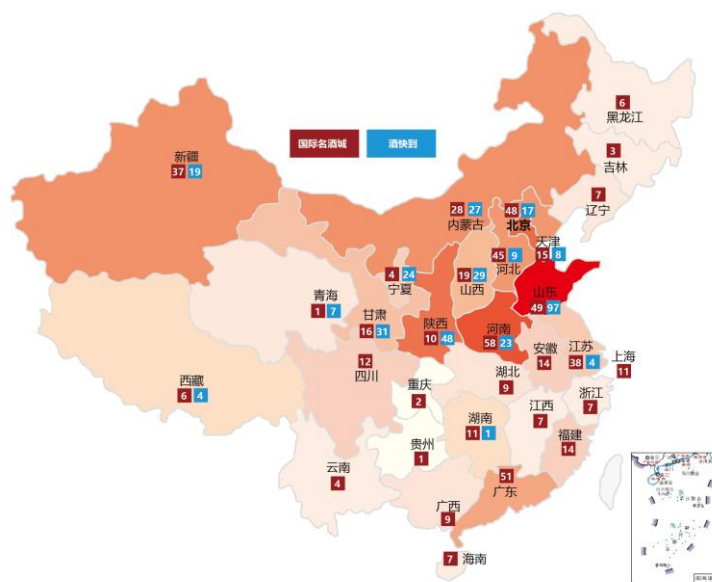 6
黑龙江
国际名酒城 酒快到
3
吉林
新疆
37 19
7
辽宁
28 27
内蒙古
48 17
北京
天津
15 8
45 9
河北
4 24
宁夏
19 29
山西
山东
49 97
青海
1 7
甘肃
16 31
陕西
10 48
河南
58 23
安徽
14
江苏
38 4
上海
11
12
四川
湖北
9
重庆
2
西藏
6 4
浙江
7
江西
7
湖南
11 1
贵州
1
福建
14
云南
4
51
广东
广西
9
7 海南